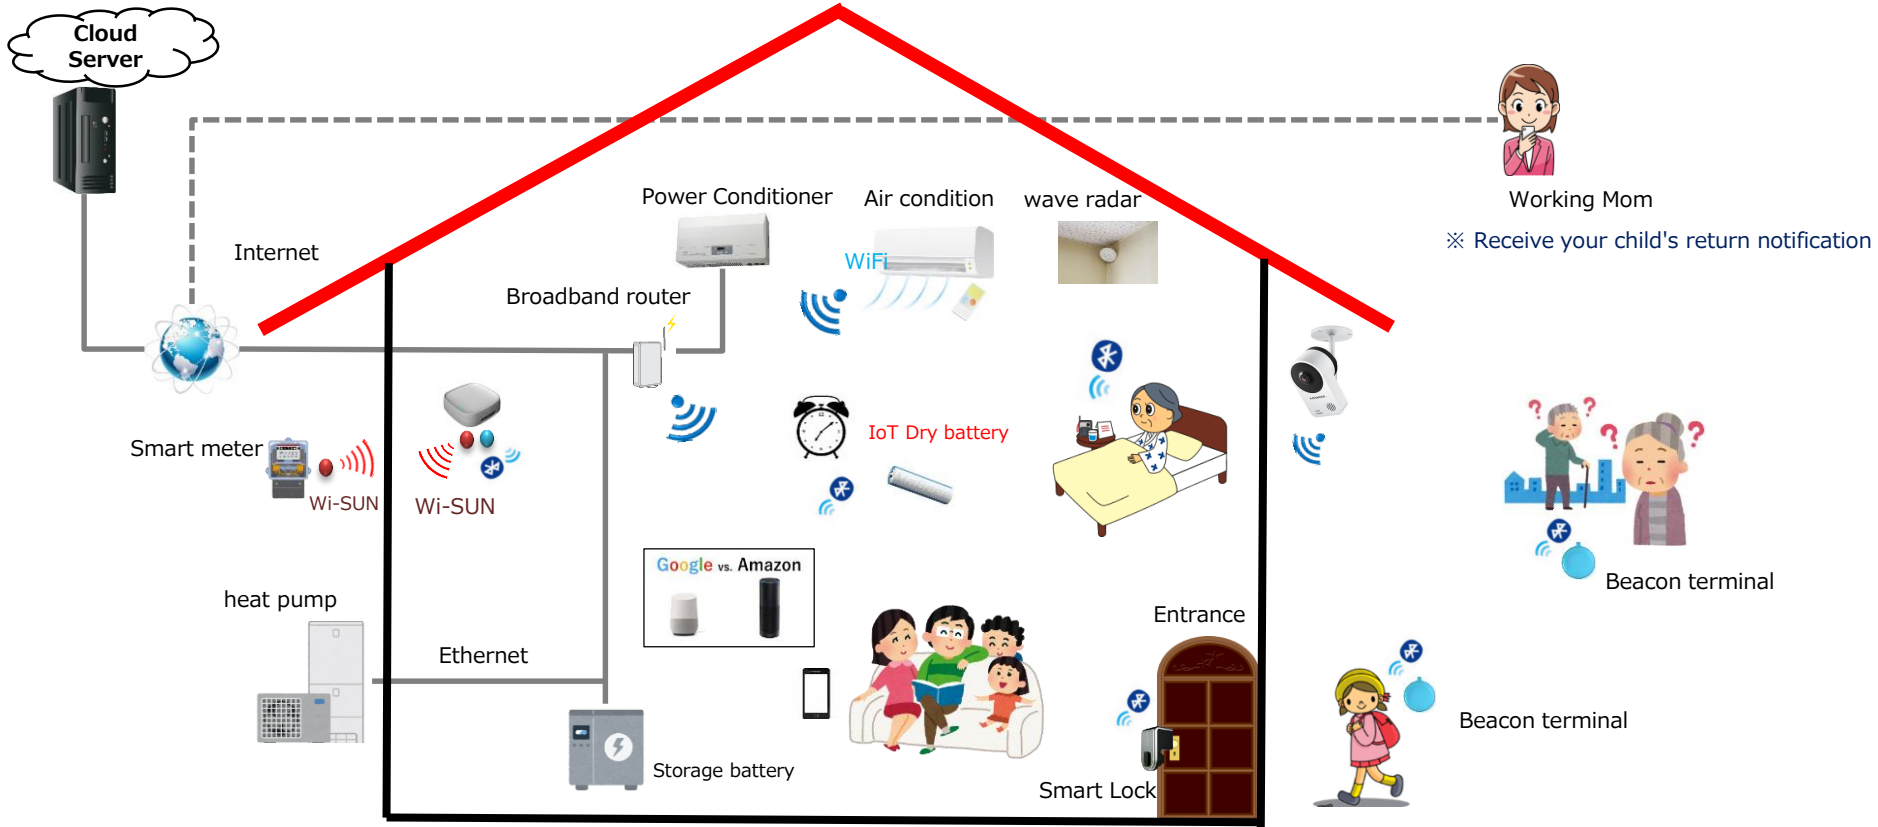 Cloud
Server
Working Mom
※ Receive your child's return notification
Internet
Power Conditioner
Air condition
wave radar
WiFi
Broadband router
Smart meter
Wi-SUN
Wi-SUN
IoT Dry battery
Google vs. Amazon
heat pump
Ethernet
Storage battery
Entrance
Smart Lock
Beacon terminal
Beacon terminal